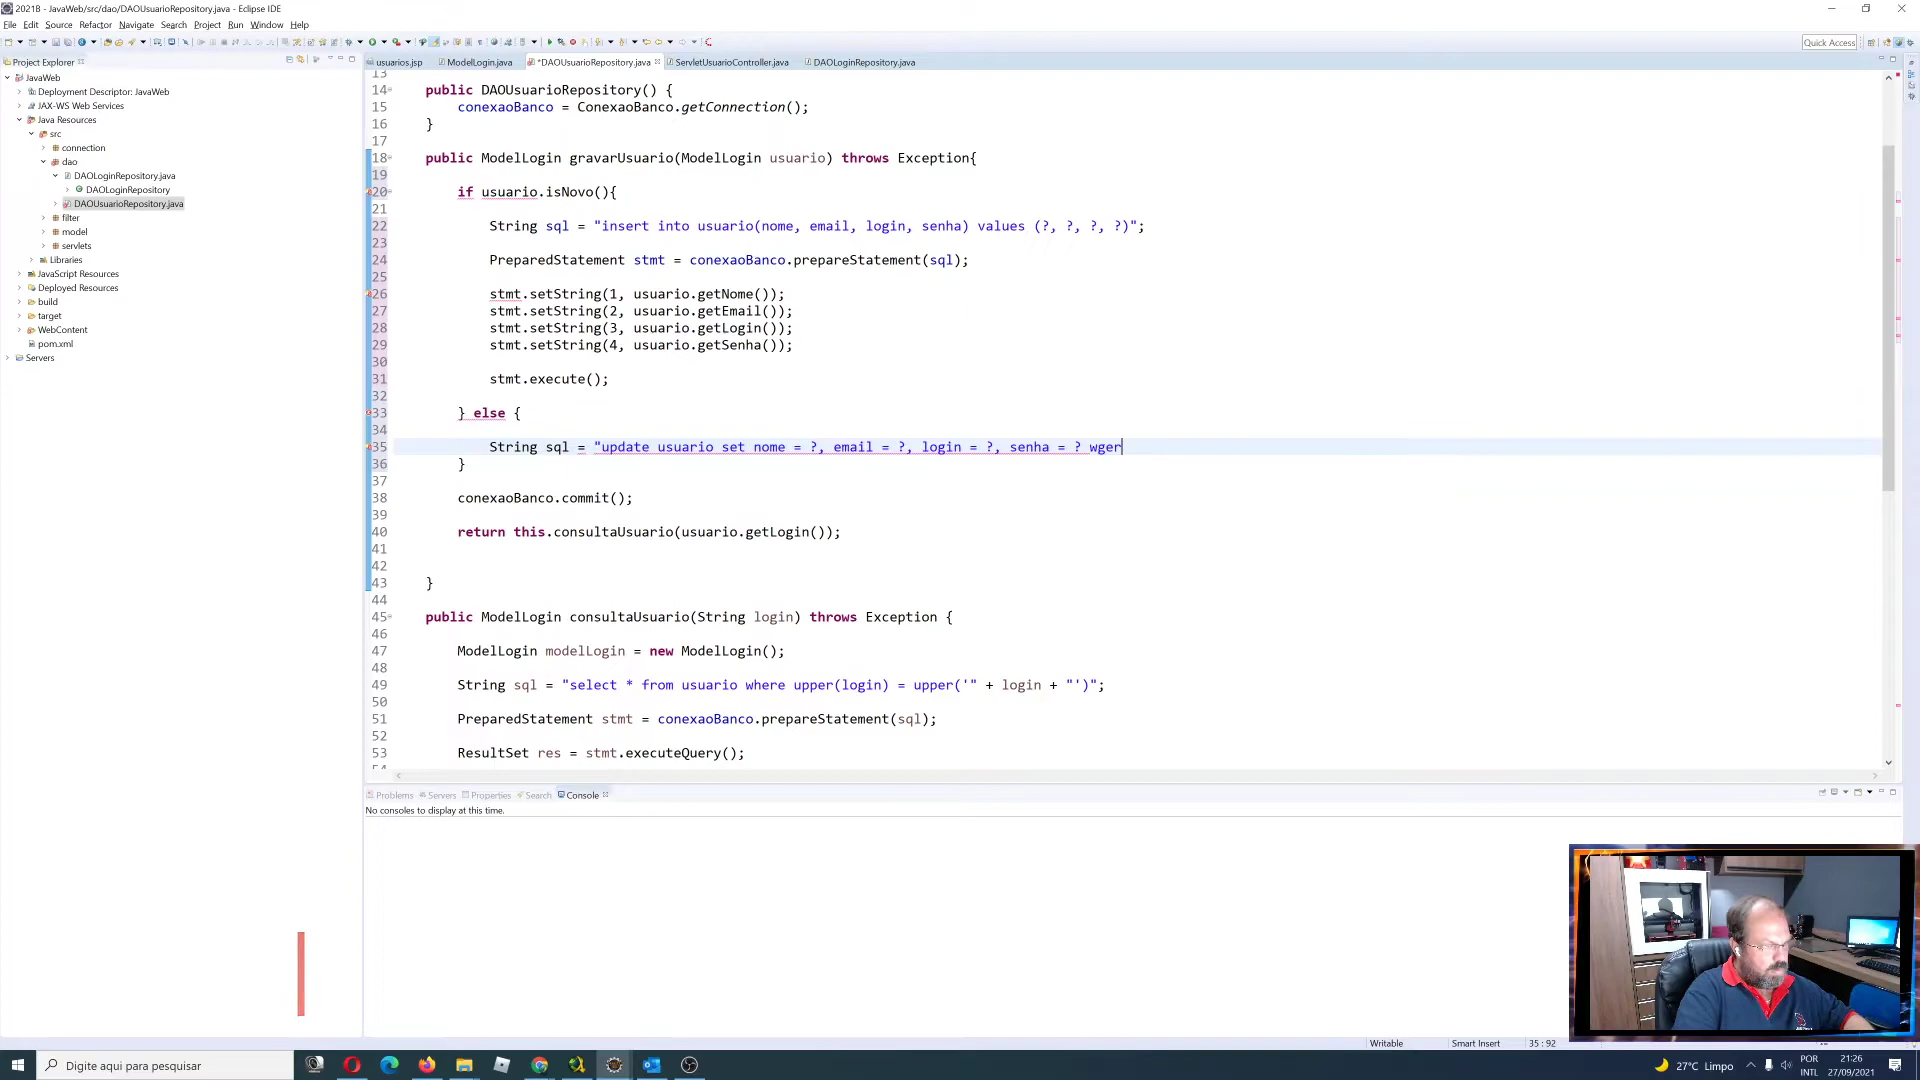 2021B - JavaWeb/src/dao/DAOUsuarioRepository.java - Eclipse IDE
File Edit Source Refactor Navigate Search Project Run Window Help
Quick Access
Project Explorer
usuarios.jsp ModelLogin.java *DAOUsuarioRepository.java ServletUsuarioController.java DAOLoginRepository.java
JavaWeb
Deployment Descriptor: JavaWeb
JAX-WS Web Services
Java Resources
src
connection
dao
DAOLoginRepository.java
DAOLoginRepository
DAOUsuarioRepository.java
filter
model
servlets
Libraries
JavaScript Resources
Deployed Resources
build
target
WebContent
pom.xml
Servers
13
14 public DAOUsuarioRepository() {
15 conexaoBanco = ConexaoBanco.getConnection();
16 }
17
18 public ModelLogin gravarUsuario(ModelLogin usuario) throws Exception{
19
20 if usuario.isNovo(){
21
22 String sql = "insert into usuario(nome, email, login, senha) values (?, ?, ?, ?)";
23
24 PreparedStatement stmt = conexaoBanco.prepareStatement(sql);
25
26 stmt.setString(1, usuario.getNome());
27 stmt.setString(2, usuario.getEmail());
28 stmt.setString(3, usuario.getLogin());
29 stmt.setString(4, usuario.getSenha());
30
31 stmt.execute();
32
33 } else {
34
35 String sql = "update usuario set nome = ?, email = ?, login = ?, senha = ? wger
36 }
37
38 conexaoBanco.commit();
39
40 return this.consultaUsuario(usuario.getLogin());
41
42
43 }
44
45 public ModelLogin consultaUsuario(String login) throws Exception {
46
47 ModelLogin modelLogin = new ModelLogin();
48
49 String sql = "select * from usuario where upper(login) = upper('" + login + "')";
50
51 PreparedStatement stmt = conexaoBanco.prepareStatement(sql);
52
53 ResultSet res = stmt.executeQuery();
Problems Servers Properties Search Console
No consoles to display at this time.
Writable Smart Insert 35 : 92
Digite aqui para pesquisar
27°C Limpo
POR
INTL
21:26
27/09/2021